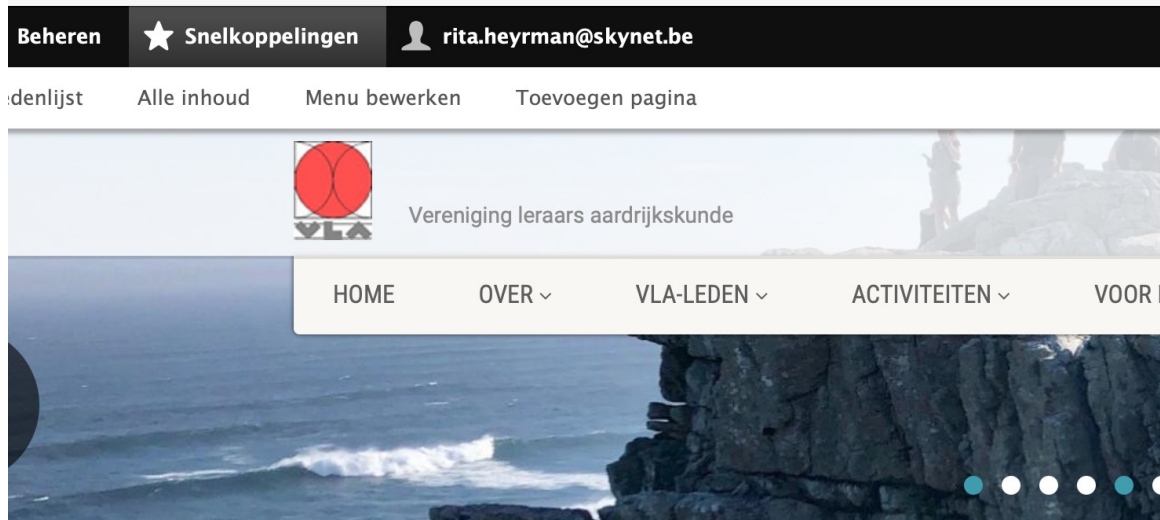 Beheren Snelkoppelingen rita.heyrman@skynet.be
Alle inhoud Menu bewerken Toevoegen pagina
VLA
Vereniging leraars aardrijkskunde
HOME OVER VLA-LEDEN ACTIVITEITEN VOOR